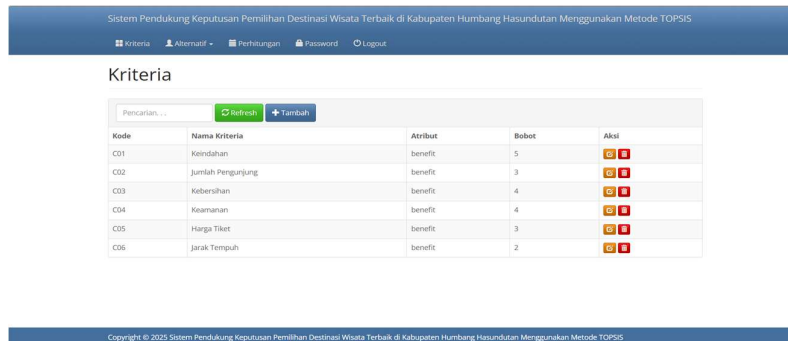 Sistem Pendukung Keputusan Pemilihan Destinasi Wisata Terbaik di Kabupaten Humbang Hasundutan Menggunakan Metode TOPSIS
Kriteria Alternatif Perhitungan Password Logout
Kriteria
Pencarian. . . Refresh Tambah
Kode Nama Kriteria Atribut Bobot Aksi
C01 Keindahan benefit 5
C02 Jumlah Pengunjung benefit 3
C03 Kebersihan benefit 4
C04 Keamanan benefit 4
C05 Harga Tiket benefit 3
C06 Jarak Tempuh benefit 2
Copyright © 2025 Sistem Pendukung Keputusan Pemilihan Destinasi Wisata Terbaik di Kabupaten Humbang Hasundutan Menggunakan Metode TOPSIS